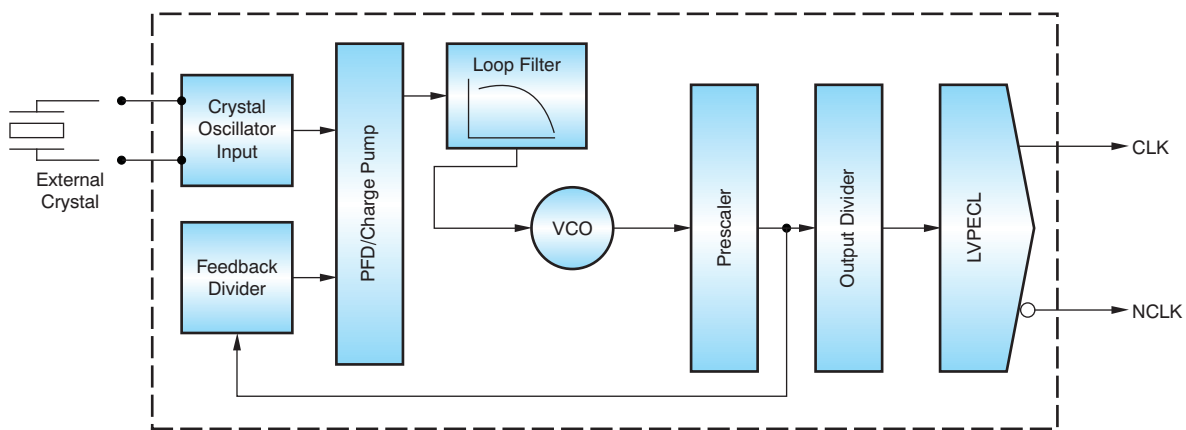 Loop Filter
Crystal
Oscillator
Input
External
Crystal
PFD/Charge Pump
Feedback
Divider
VCO
Prescaler
Output Divider
LVPECL
CLK
NCLK